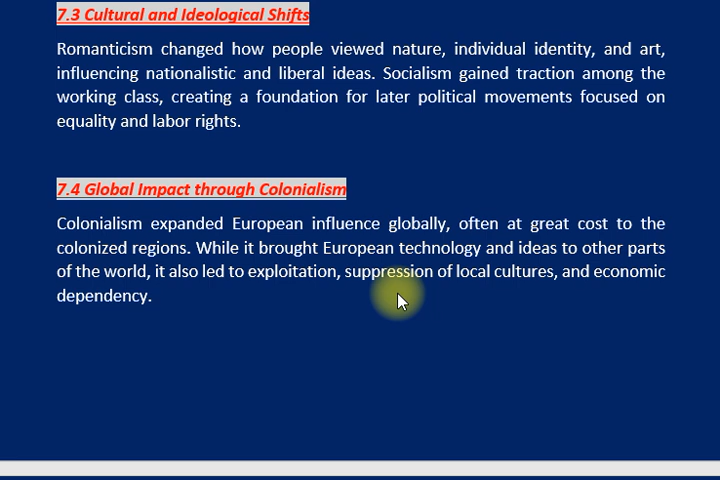 7.3 Cultural and Ideological Shifts
Romanticism changed how people viewed nature, individual identity, and art,
influencing nationalistic and liberal ideas. Socialism gained traction among the
working class, creating a foundation for later political movements focused on
equality and labor rights.
7.4 Global Impact through Colonialism
Colonialism expanded European influence globally, often at great cost to the
colonized regions. While it brought European technology and ideas to other parts
of the world, it also led to exploitation, suppression of local cultures, and economic
dependency.